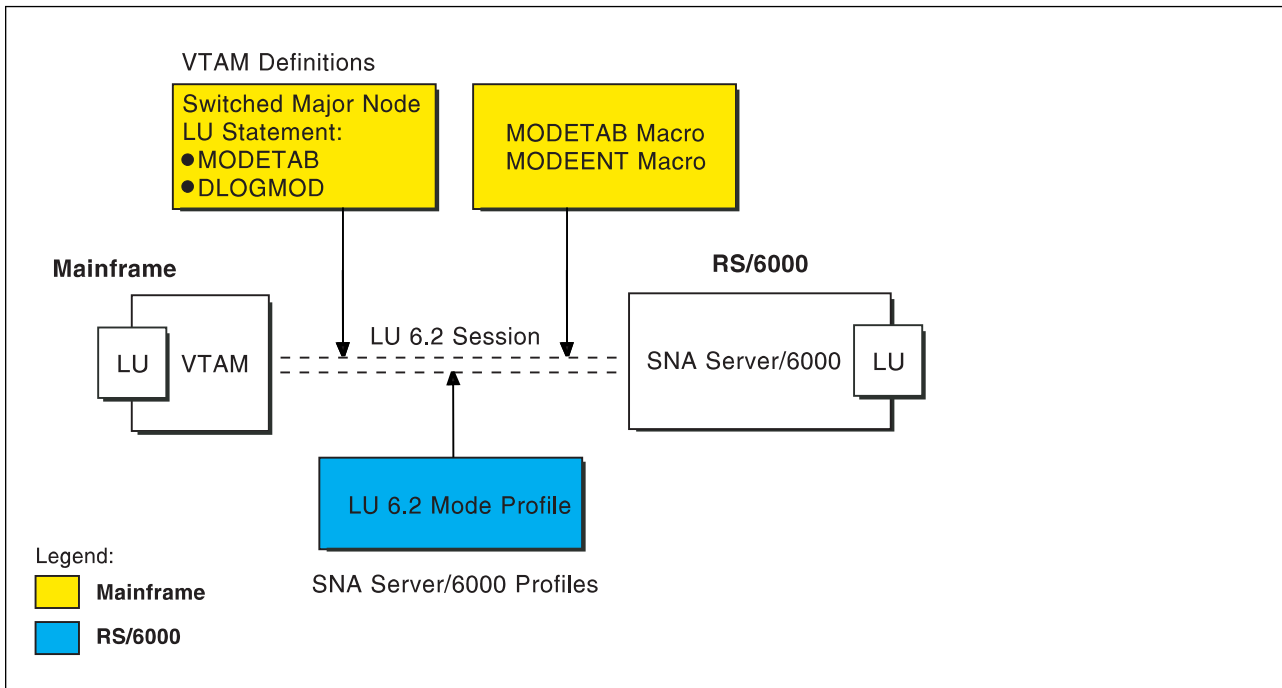 VTAM Definitions
Switched Major Node
LU Statement:
●MODETAB
●DLOGMOD
MODETAB Macro
MODEENT Macro
Mainframe
RS/6000
LU
VTAM
LU 6.2 Session
SNA Server/6000
LU
LU 6.2 Mode Profile
SNA Server/6000 Profiles
Legend:
Mainframe
RS/6000